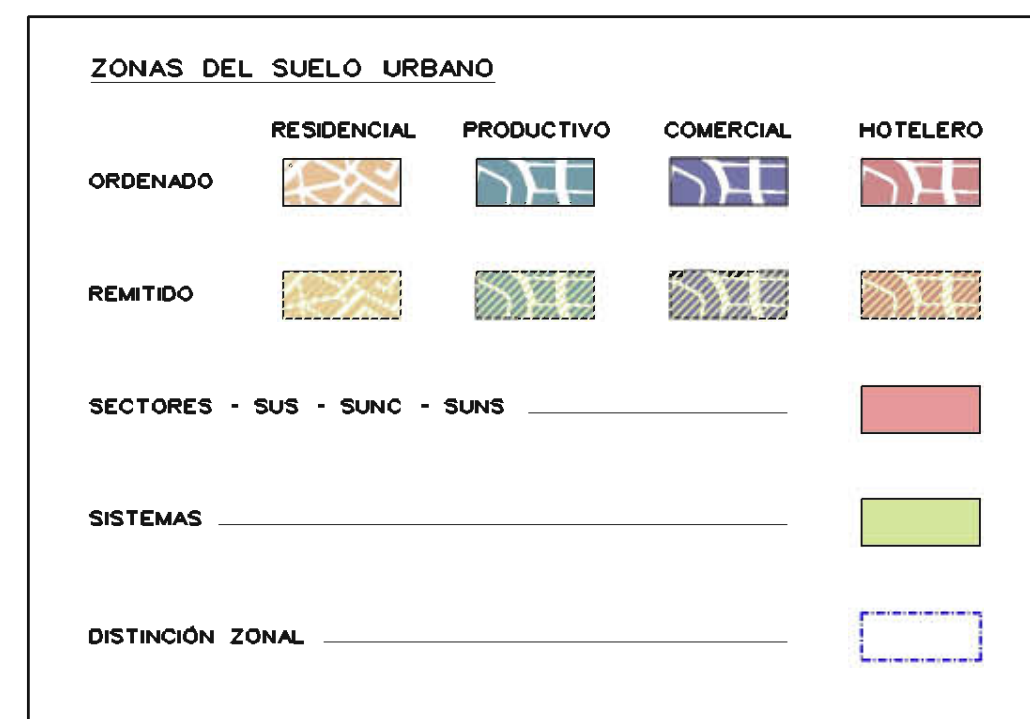 ZONAS DEL SUELO URBANO
RESIDENCIAL PRODUCTIVO COMERCIAL HOTELERO
ORDENADO
REMITIDO
SECTORES - SUS - SUNC - SUNS
SISTEMAS
DISTINCIÓN ZONAL